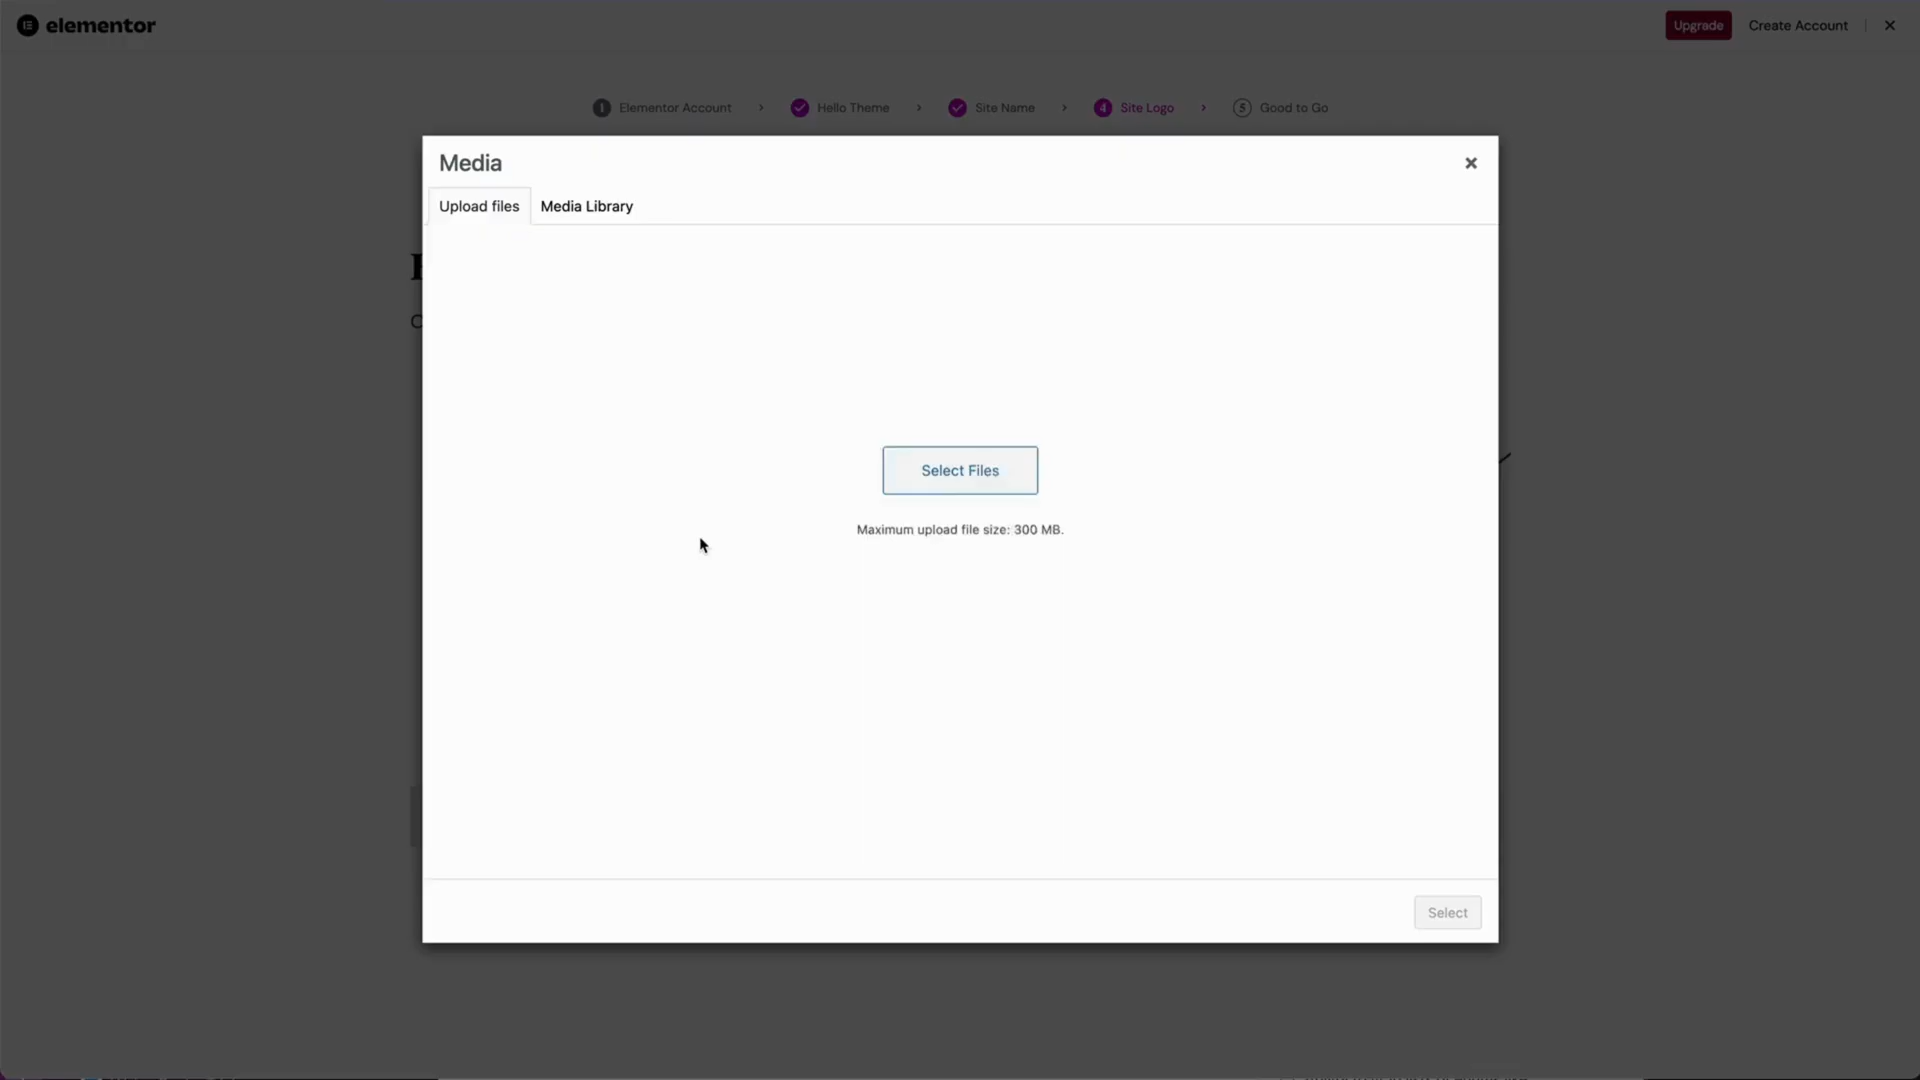 elementor
Upgrade
Create Account
1 Elementor Account
Hello Theme
Site Name
4 Site Logo
5 Good to Go
Media
Upload files
Media Library
Select Files
Maximum upload file size: 300 MB.
Select